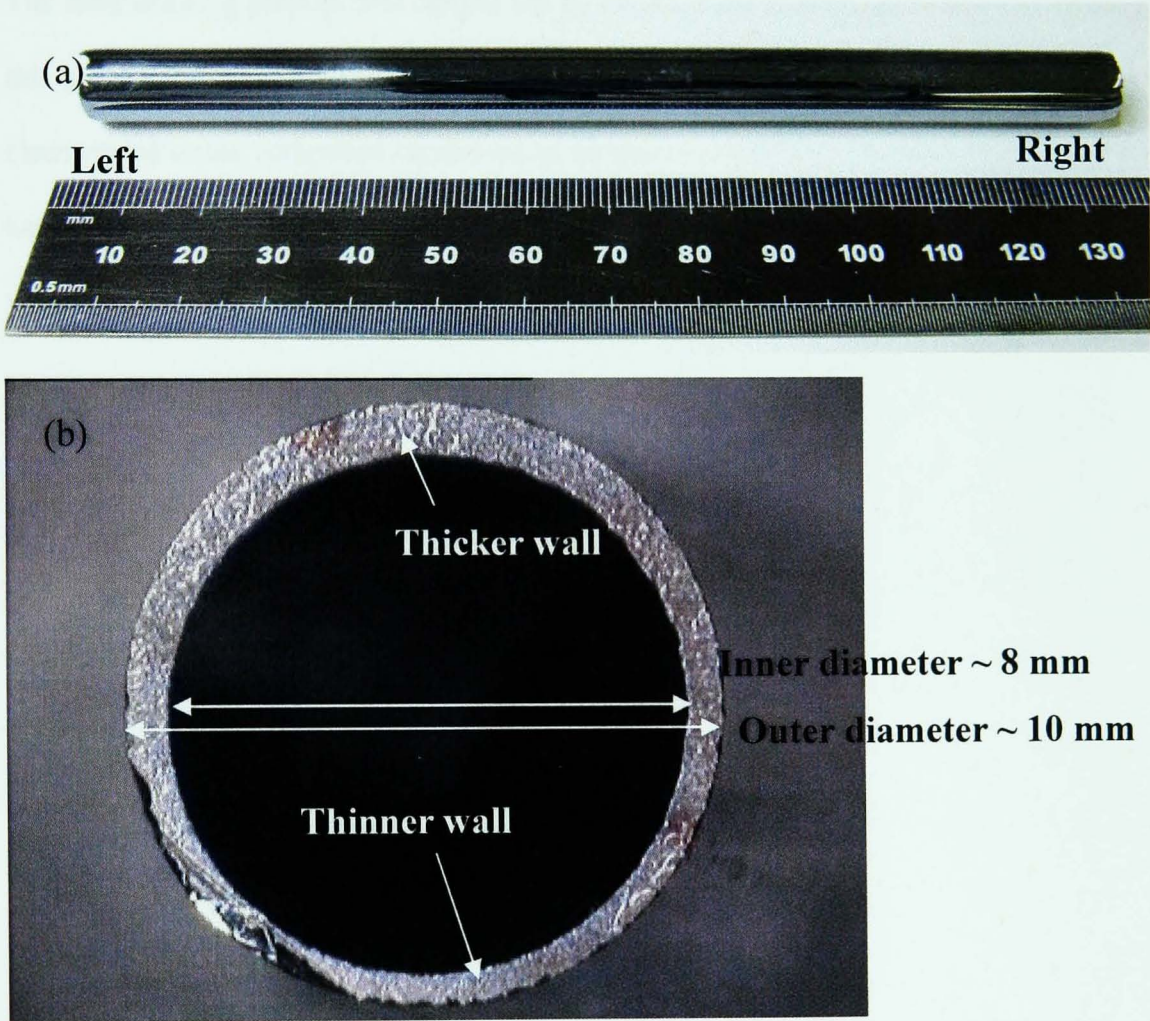 (a)
Left
Right
mm
10 20 30 40 50 60 70 80 90 100 110 120 130
0.5mm
(b)
Thicker wall
Inner diameter ~ 8 mm
Outer diameter ~ 10 mm
Thinner wall